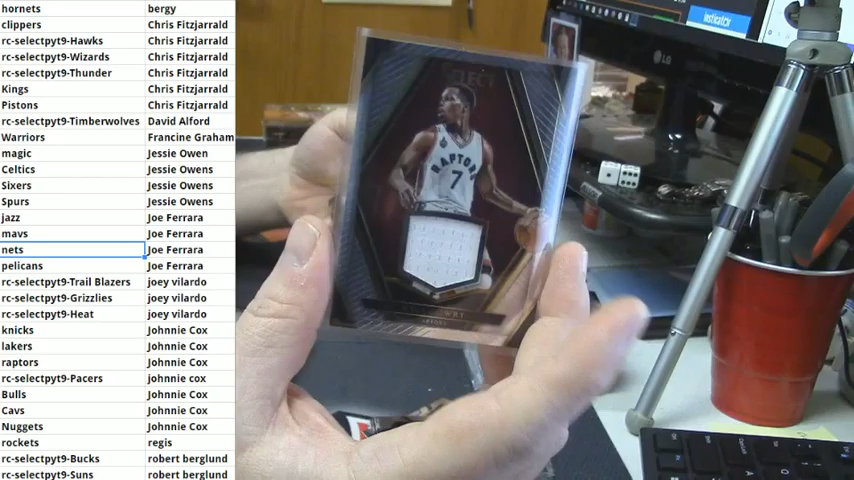 hornets bergy
clippers Chris Fitzjarrald
rc-selectpyt9-Hawks Chris Fitzjarrald
rc-selectpyt9-Wizards Chris Fitzjarrald
rc-selectpyt9-Thunder Chris Fitzjarrald
Kings Chris Fitzjarrald
Pistons Chris Fitzjarrald
rc-selectpyt9-Timberwolves David Alford
Warriors Francine Graham
magic Jessie Owen
Celtics Jessie Owens
Sixers Jessie Owens
Spurs Jessie Owens
jazz Joe Ferrara
mavs Joe Ferrara
nets Joe Ferrara
pelicans Joe Ferrara
rc-selectpyt9-Trail Blazers joey vilardo
rc-selectpyt9-Grizzlies joey vilardo
rc-selectpyt9-Heat joey vilardo
knicks Johnnie Cox
lakers Johnnie Cox
raptors Johnnie Cox
rc-selectpyt9-Pacers johnnie cox
Bulls Johnnie Cox
Cavs Johnnie Cox
Nuggets Johnnie Cox
rockets regis
rc-selectpyt9-Bucks robert berglund
rc-selectpyt9-Suns robert berglund
SELECT
RAPTORS
7
LG